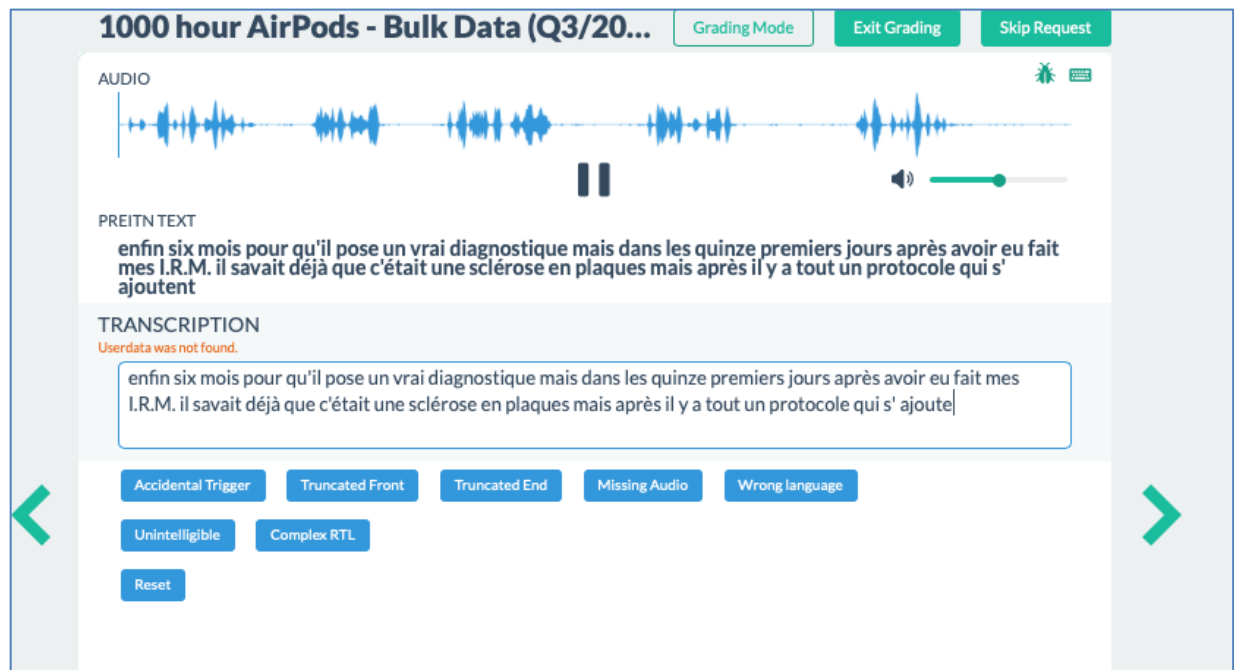 1000 hour AirPods - Bulk Data (Q3/20...
Grading Mode
Exit Grading
Skip Request
AUDIO
PREITN TEXT
enfin six mois pour qu'il pose un vrai diagnostique mais dans les quinze premiers jours après avoir eu fait
mes I.R.M. il savait déjà que c'était une sclérose en plaques mais après il y a tout un protocole qui s'
ajoutent
TRANSCRIPTION
Userdata was not found.
enfin six mois pour qu'il pose un vrai diagnostique mais dans les quinze premiers jours après avoir eu fait mes
I.R.M. il savait déjà que c'était une sclérose en plaques mais après il y a tout un protocole qui s' ajoute
Accidental Trigger
Truncated Front
Truncated End
Missing Audio
Wrong language
Unintelligible
Complex RTL
Reset